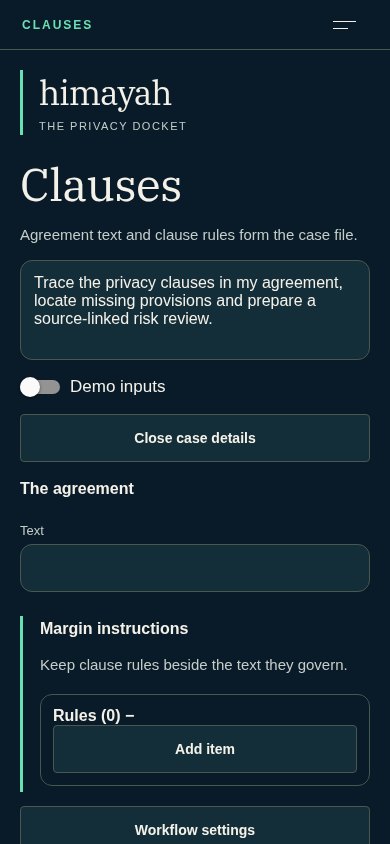 CLAUSES
himayah
THE PRIVACY DOCKET
Clauses
Agreement text and clause rules form the case file.
Trace the privacy clauses in my agreement,
locate missing provisions and prepare a
source-linked risk review.
Demo inputs
Close case details
The agreement
Text
Margin instructions
Keep clause rules beside the text they govern.
Rules (0) –
Add item
Workflow settings